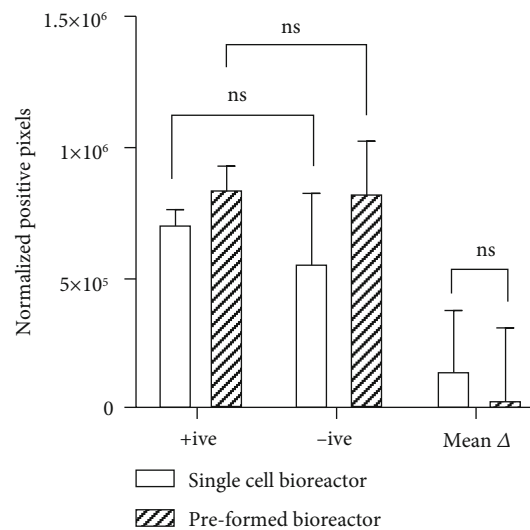 1.5×10⁶
ns
ns
1×10⁶
Normalized positive pixels
ns
5×10⁵
0
+ive
–ive
Mean Δ
Single cell bioreactor
Pre-formed bioreactor